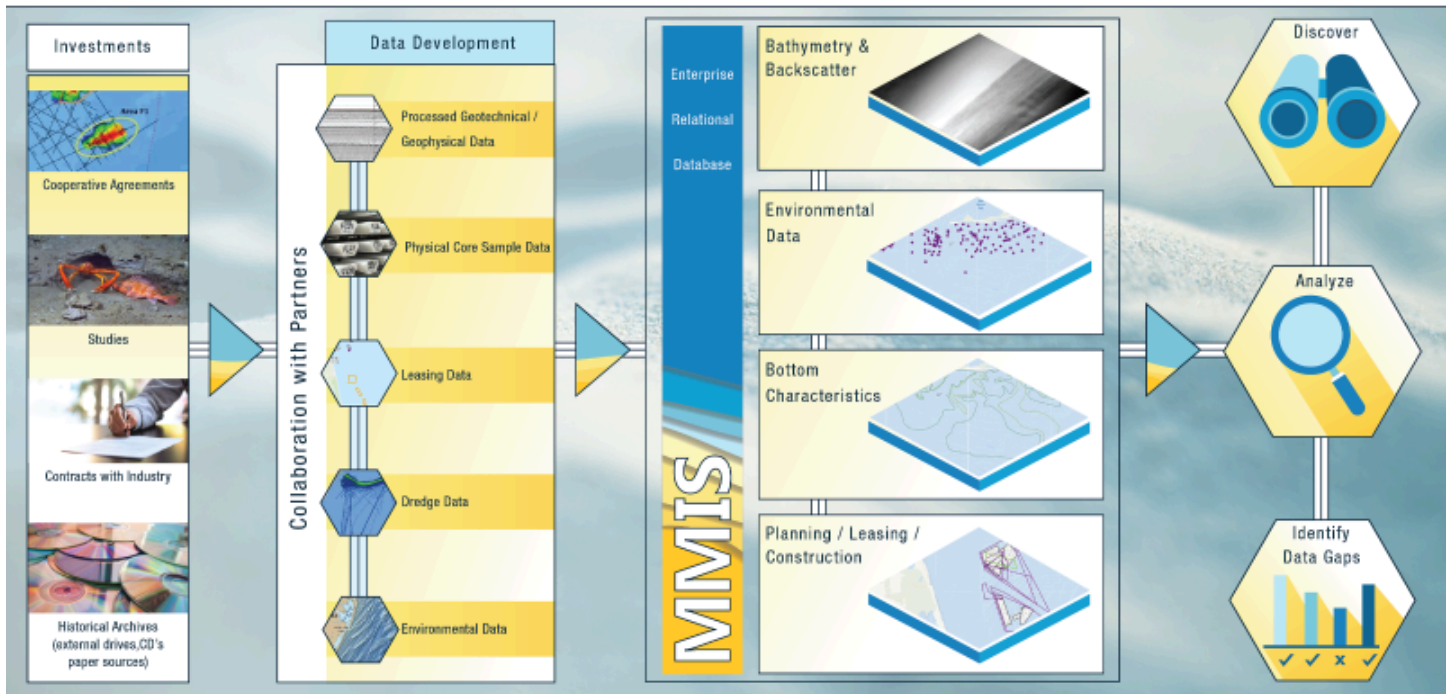 Investments
Cooperative Agreements
Studies
Contracts with Industry
Historical Archives
(external drives,CD's
paper sources)
Data Development
Collaboration with Partners
Processed Geotechnical /
Geophysical Data
Physical Core Sample Data
Leasing Data
Dredge Data
Environmental Data
Enterprise
Relational
Database
MMIS
Bathymetry &
Backscatter
Environmental
Data
Bottom
Characteristics
Planning / Leasing /
Construction
Discover
Analyze
Identify
Data Gaps